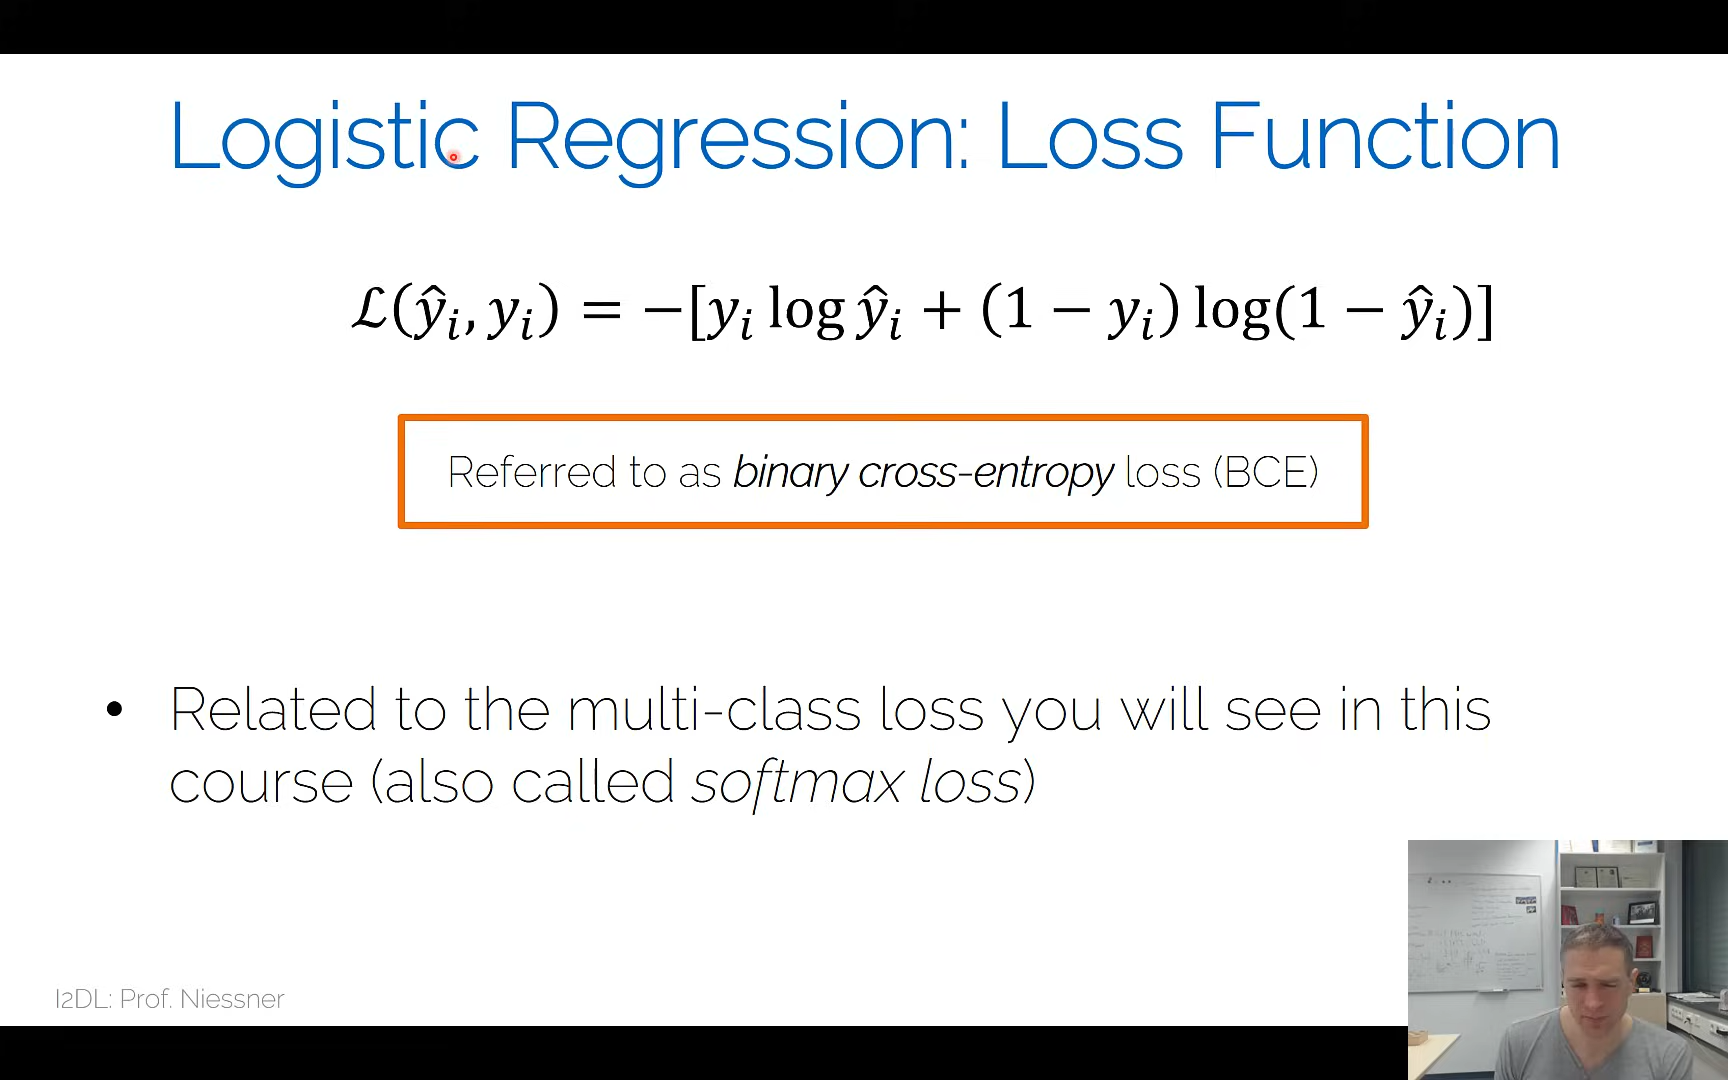 Logistic Regression: Loss Function
ℒ(ŷᵢ, yᵢ) = −[yᵢ log ŷᵢ + (1 − yᵢ) log(1 − ŷᵢ)]
Referred to as binary cross-entropy loss (BCE)
• Related to the multi-class loss you will see in this
course (also called softmax loss)
I2DL: Prof. Niessner